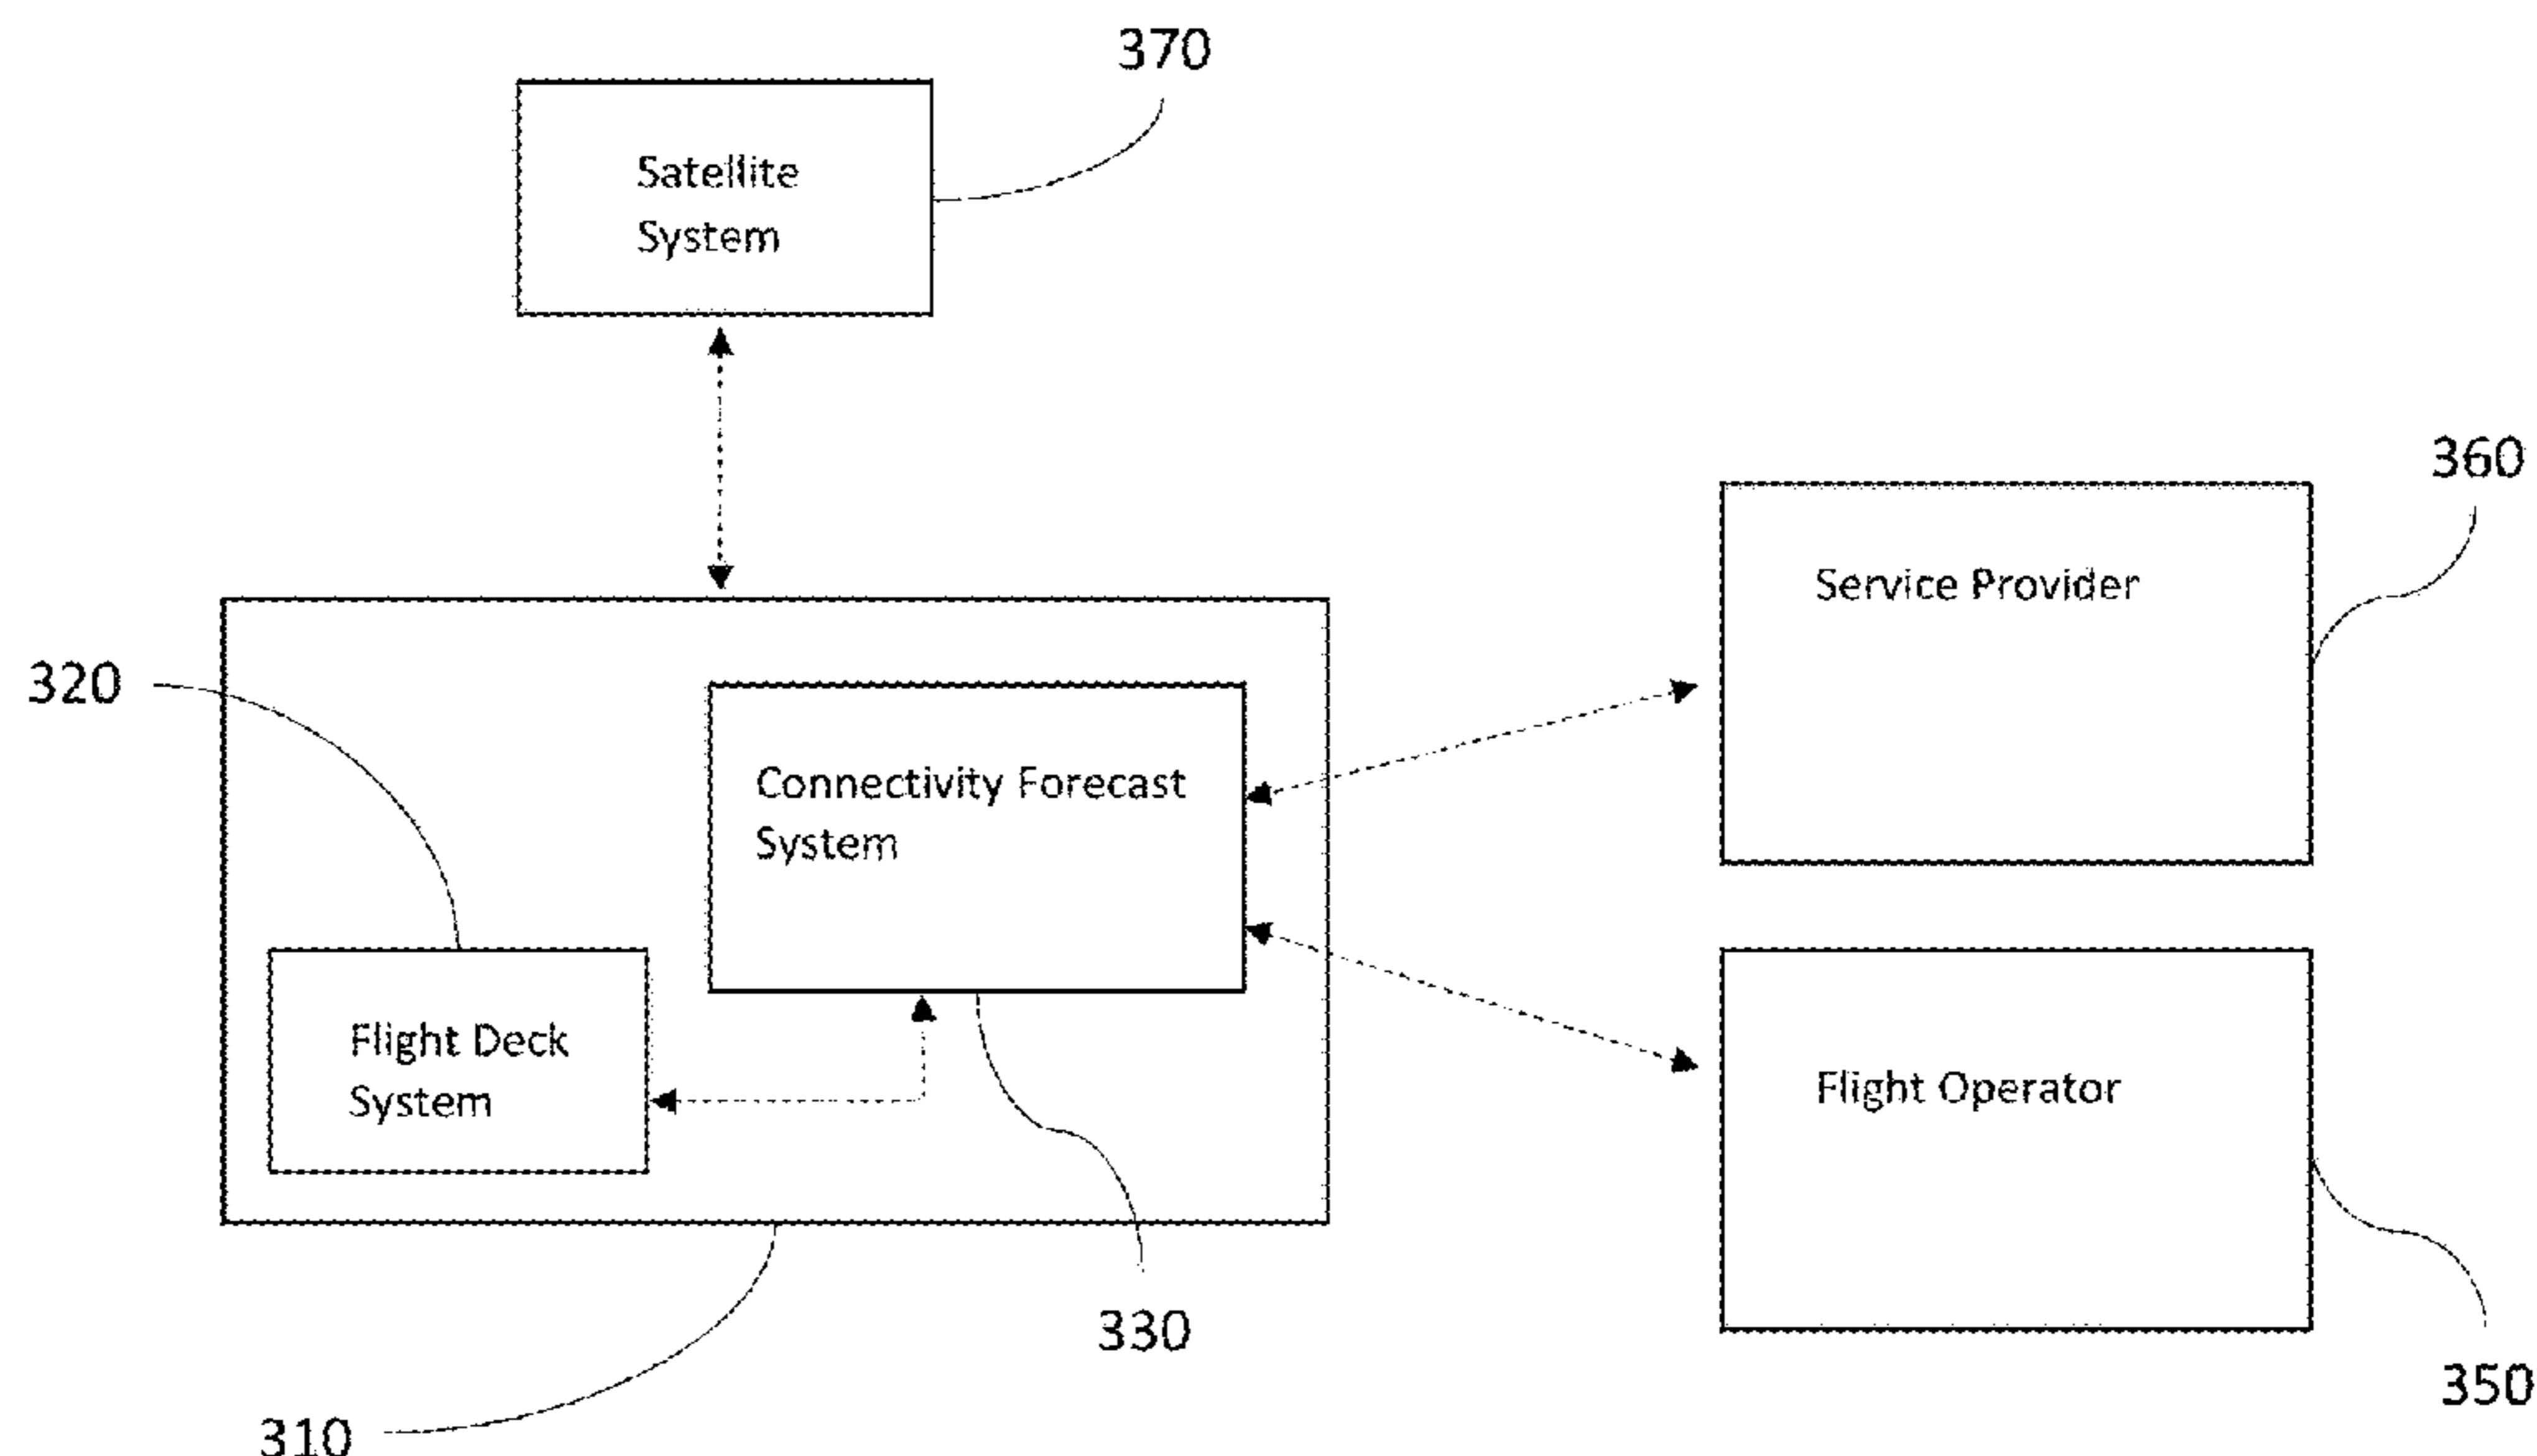 370
Satellite
System
360
Service Provider
320
Connectivity Forecast
System
Flight Deck
System
Flight Operator
330
350
310